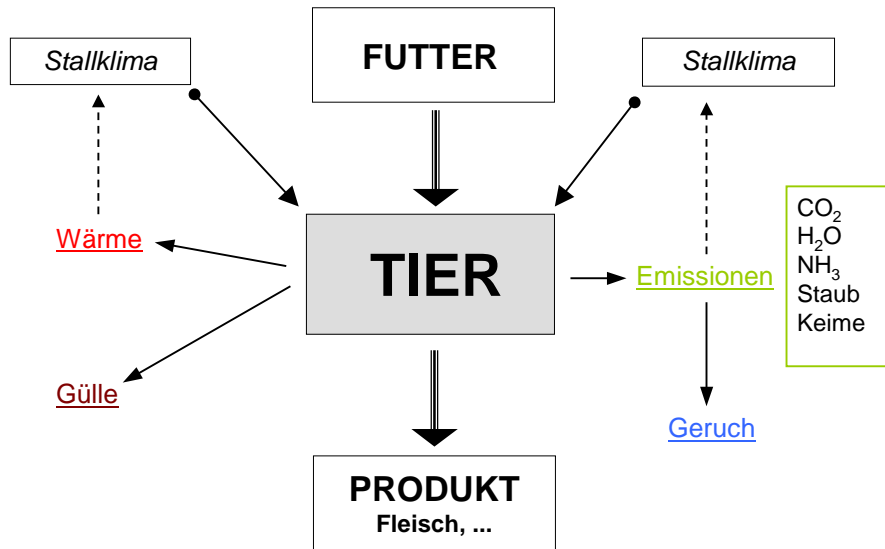 Stallklima
FUTTER
Stallklima
Wärme
TIER
Emissionen
CO₂
H₂O
NH₃
Staub
Keime
Gülle
Geruch
PRODUKT
Fleisch, ...